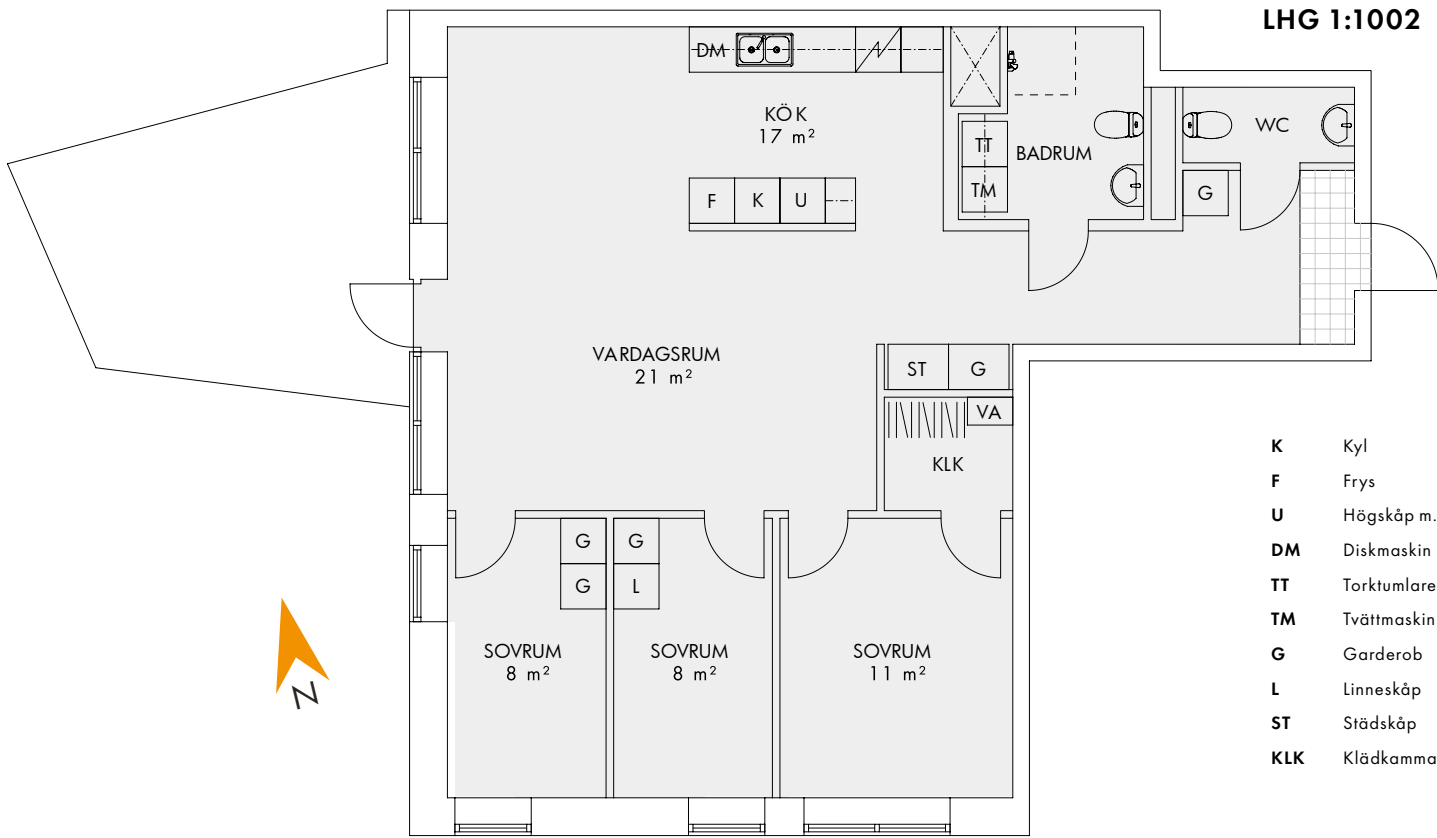 LHG 1:1002
DM
KÖK
17 m²
WC
TT
BADRUM
TM
F K U
G
VARDAGSRUM
21 m²
ST G
VA
KLK
G G
G L
SOVRUM
8 m²
SOVRUM
8 m²
SOVRUM
11 m²
N
K Kyl
F Frys
U Högskåp m.
DM Diskmaskin
TT Torktumlare
TM Tvättmaskin
G Garderob
L Linneskåp
ST Städskåp
KLK Klädkamma